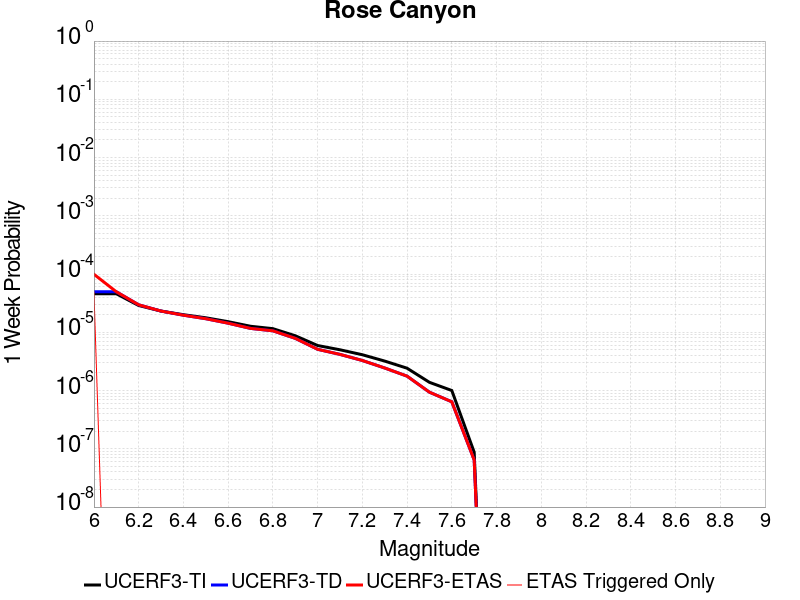 Rose Canyon
10^0
10^-1
10^-2
10^-3
10^-4
10^-5
10^-6
10^-7
10^-8
1 Week Probability
6 6.2 6.4 6.6 6.8 7 7.2 7.4 7.6 7.8 8 8.2 8.4 8.6 8.8 9
Magnitude
UCERF3-TI UCERF3-TD UCERF3-ETAS ETAS Triggered Only